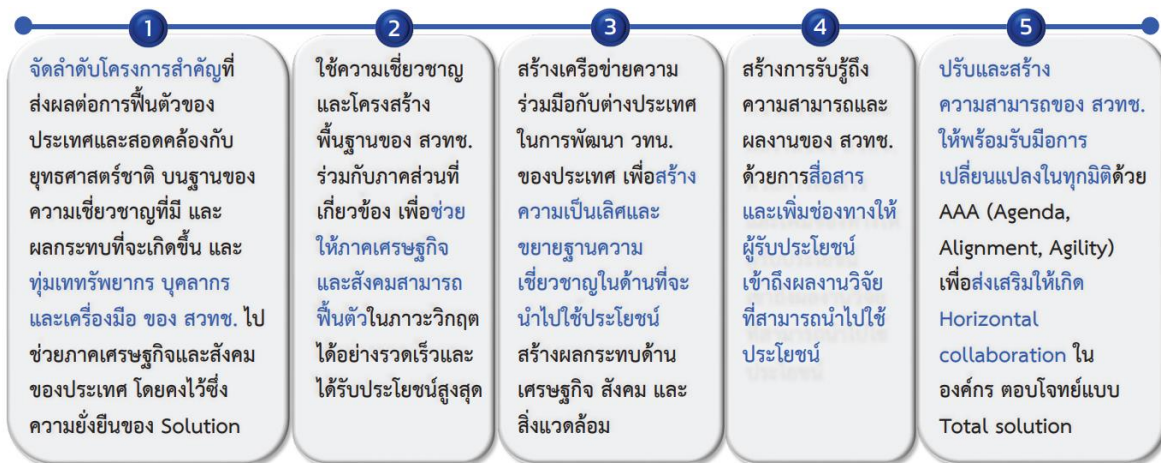 1
จัดลำดับโครงการสำคัญที่
ส่งผลต่อการฟื้นตัวของ
ประเทศและสอดคล้องกับ
ยุทธศาสตร์ชาติ บนฐานของ
ความเชี่ยวชาญที่มี และ
ผลกระทบที่จะเกิดขึ้น และ
ทุ่มเททรัพยากร บุคลากร
และเครื่องมือ ของ สวทช. ไป
ช่วยภาคเศรษฐกิจและสังคม
ของประเทศ โดยคงไว้ซึ่ง
ความยั่งยืนของ Solution
2
ใช้ความเชี่ยวชาญ
และโครงสร้าง
พื้นฐานของ สวทช.
ร่วมกับภาคส่วนที่
เกี่ยวข้อง เพื่อช่วย
ให้ภาคเศรษฐกิจ
และสังคมสามารถ
ฟื้นตัวในภาวะวิกฤต
ได้อย่างรวดเร็วและ
ได้รับประโยชน์สูงสุด
3
สร้างเครือข่ายความ
ร่วมมือกับต่างประเทศ
ในการพัฒนา วทน.
ของประเทศ เพื่อสร้าง
ความเป็นเลิศและ
ขยายฐานความ
เชี่ยวชาญในด้านที่จะ
นำไปใช้ประโยชน์
สร้างผลกระทบด้าน
เศรษฐกิจ สังคม และ
สิ่งแวดล้อม
4
สร้างการรับรู้ถึง
ความสามารถและ
ผลงานของ สวทช.
ด้วยการสื่อสาร
และเพิ่มช่องทางให้
ผู้รับประโยชน์
เข้าถึงผลงานวิจัย
ที่สามารถนำไปใช้
ประโยชน์
5
ปรับและสร้าง
ความสามารถของ สวทช.
ให้พร้อมรับมือการ
เปลี่ยนแปลงในทุกมิติด้วย
AAA (Agenda,
Alignment, Agility)
เพื่อส่งเสริมให้เกิด
Horizontal
collaboration ใน
องค์กร ตอบโจทย์แบบ
Total solution